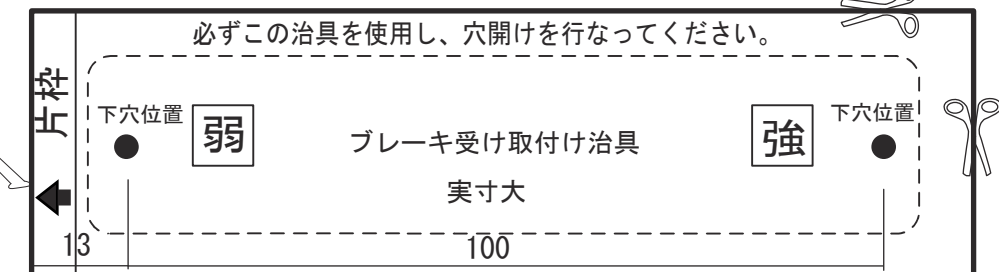 必ずこの治具を使用し、穴開けを行なってください。
片枠
下穴位置
弱
ブレーキ受け取付け治具
強
下穴位置
実寸大
13
100